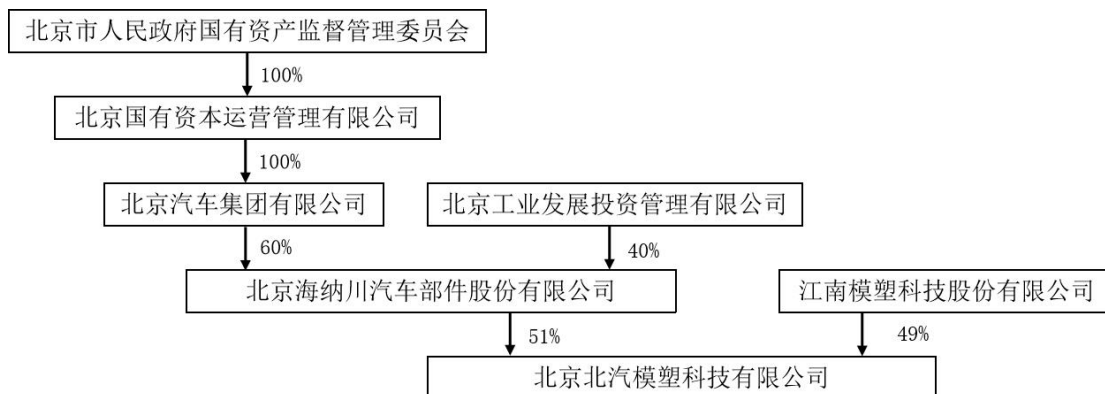 北京市人民政府国有资产监督管理委员会
100%
北京国有资本运营管理有限公司
100%
北京汽车集团有限公司
北京工业发展投资管理有限公司
60%
40%
北京海纳川汽车部件股份有限公司
江南模塑科技股份有限公司
51%
49%
北京北汽模塑科技有限公司